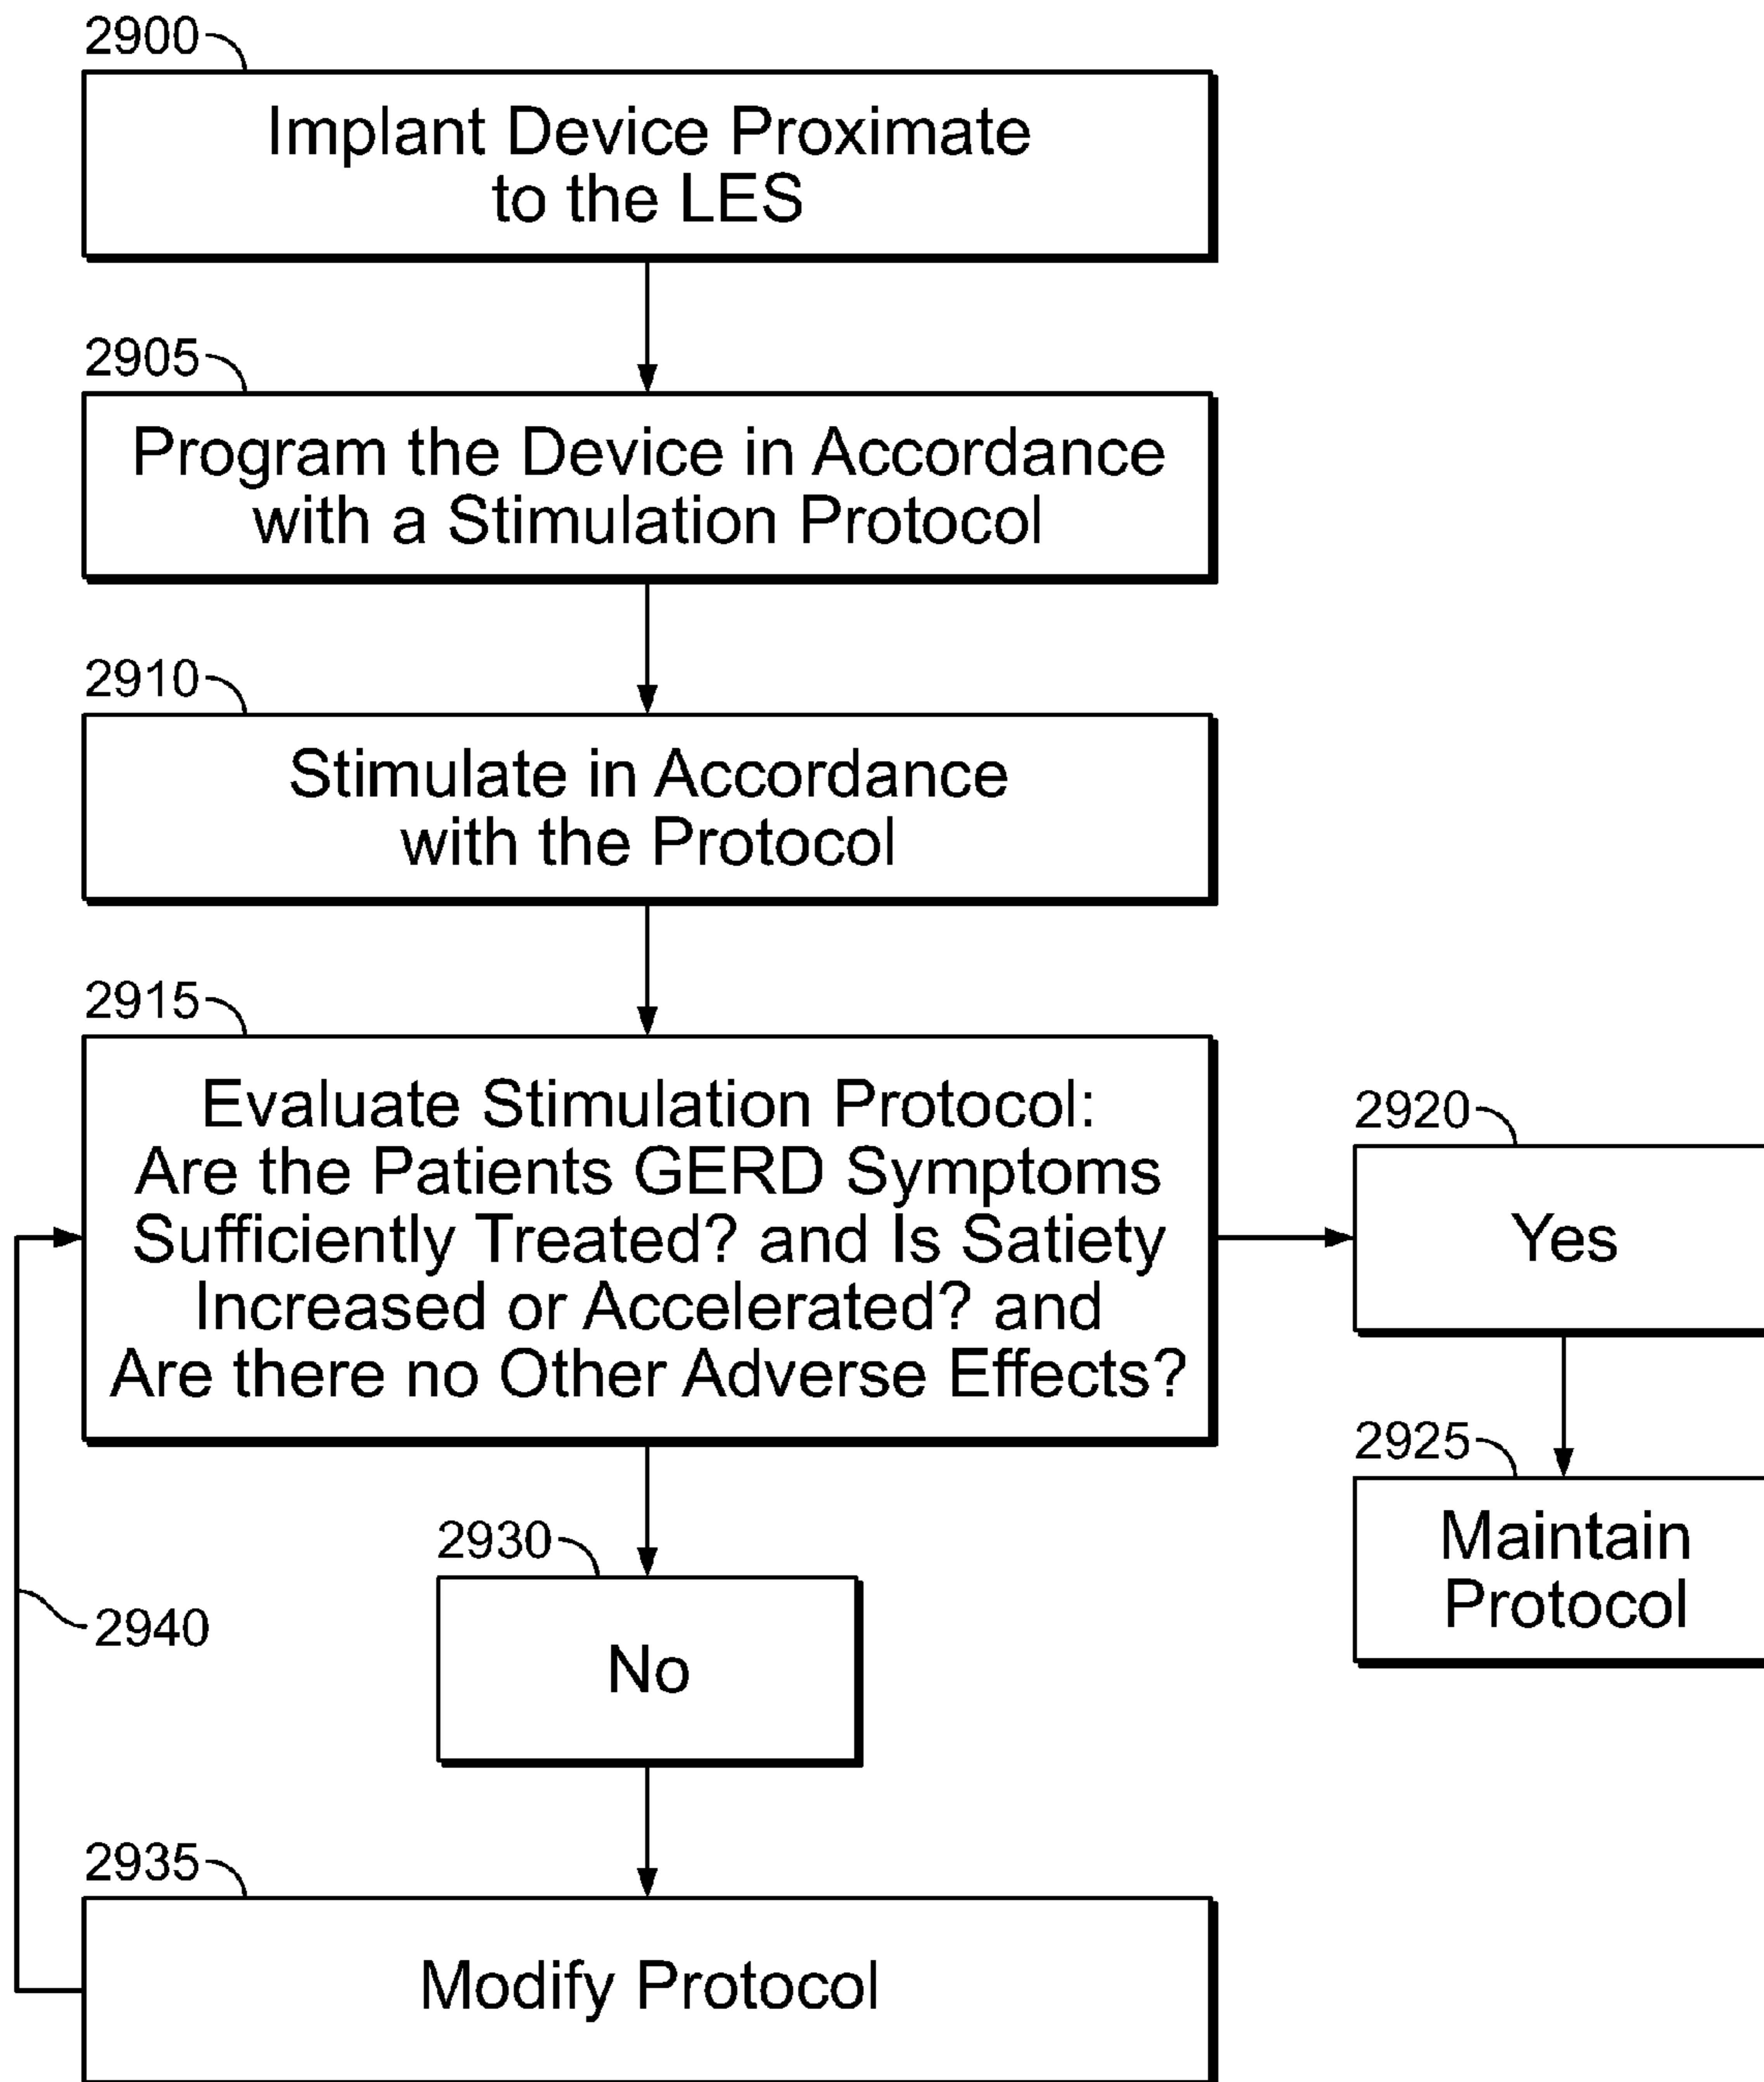 2900
Implant Device Proximate
to the LES
2905
Program the Device in Accordance
with a Stimulation Protocol
2910
Stimulate in Accordance
with the Protocol
2915
Evaluate Stimulation Protocol:
Are the Patients GERD Symptoms
Sufficiently Treated? and Is Satiety
Increased or Accelerated? and
Are there no Other Adverse Effects?
2920
Yes
2925
Maintain
Protocol
2930
No
2940
2935
Modify Protocol